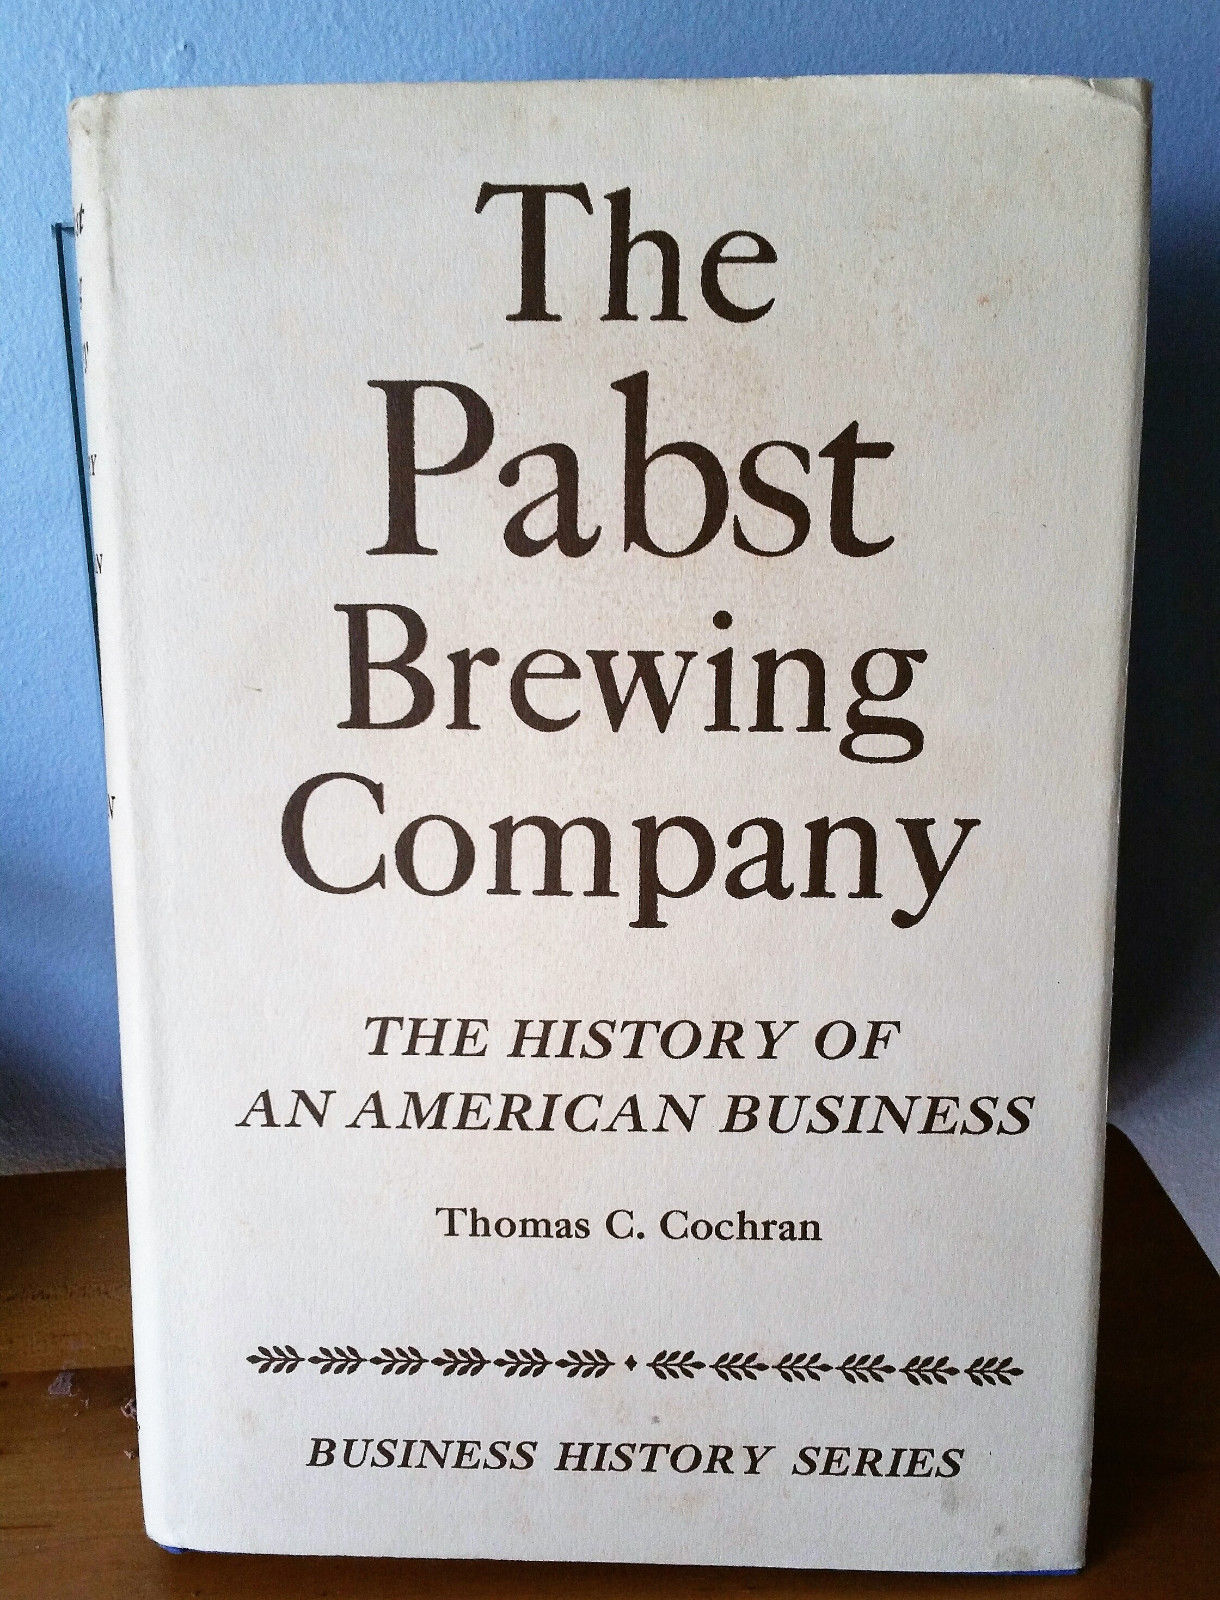 The
Pabst
Brewing
Company
THE HISTORY OF
AN AMERICAN BUSINESS
Thomas C. Cochran
BUSINESS HISTORY SERIES